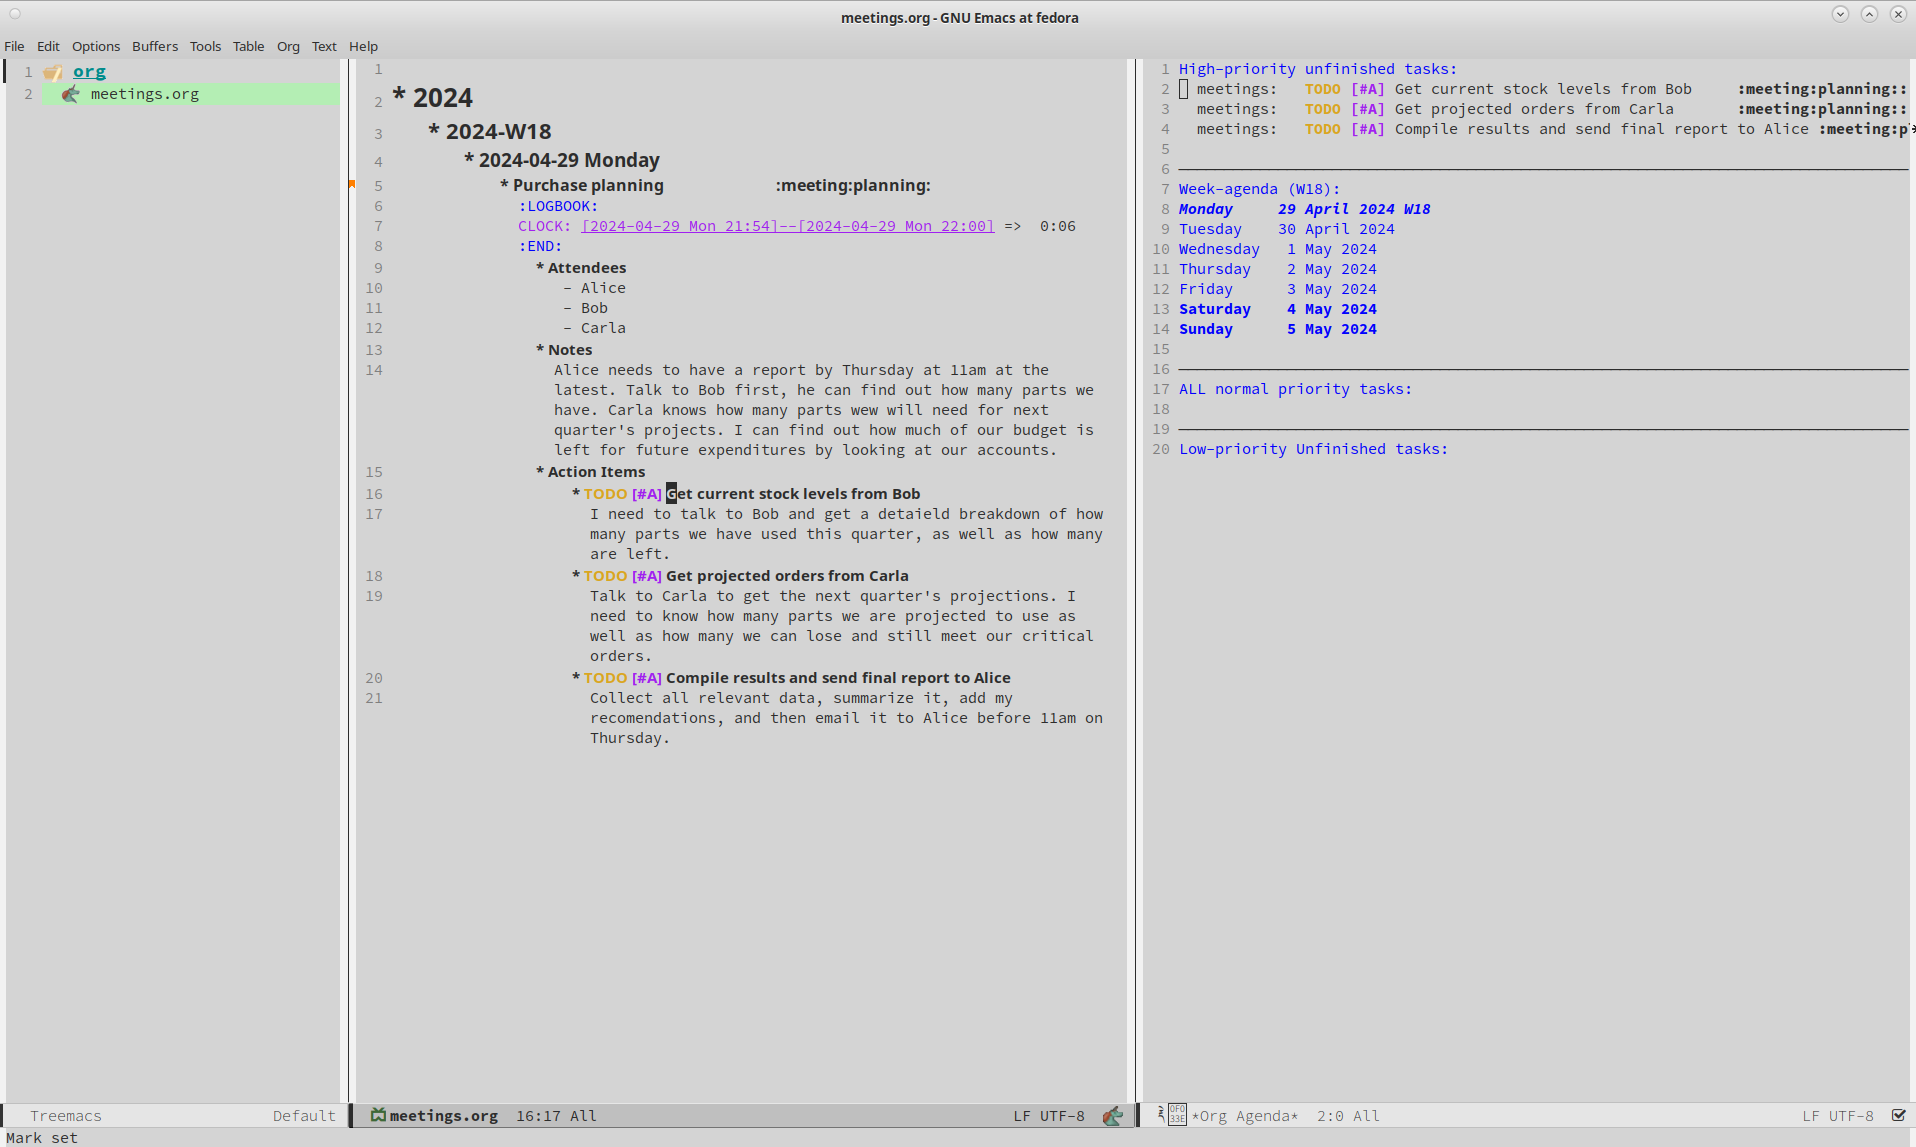 meetings.org - GNU Emacs at fedora
File Edit Options Buffers Tools Table Org Text Help
1 org
2 meetings.org
1
2 * 2024
3 * 2024-W18
4 * 2024-04-29 Monday
5 * Purchase planning :meeting:planning:
6 :LOGBOOK:
7 CLOCK: [2024-04-29 Mon 21:54]--[2024-04-29 Mon 22:00] => 0:06
8 :END:
9 * Attendees
10 - Alice
11 - Bob
12 - Carla
13 * Notes
14 Alice needs to have a report by Thursday at 11am at the
latest. Talk to Bob first, he can find out how many parts we
have. Carla knows how many parts wew will need for next
quarter's projects. I can find out how much of our budget is
left for future expenditures by looking at our accounts.
15 * Action Items
16 * TODO [#A] Get current stock levels from Bob
17 I need to talk to Bob and get a detaield breakdown of how
many parts we have used this quarter, as well as how many
are left.
18 * TODO [#A] Get projected orders from Carla
19 Talk to Carla to get the next quarter's projections. I
need to know how many parts we are projected to use as
well as how many we can lose and still meet our critical
orders.
20 * TODO [#A] Compile results and send final report to Alice
21 Collect all relevant data, summarize it, add my
recomendations, and then email it to Alice before 11am on
Thursday.
1 High-priority unfinished tasks:
2 meetings: TODO [#A] Get current stock levels from Bob :meeting:planning::
3 meetings: TODO [#A] Get projected orders from Carla :meeting:planning::
4 meetings: TODO [#A] Compile results and send final report to Alice :meeting:p
5
6
7 Week-agenda (W18):
8 Monday 29 April 2024 W18
9 Tuesday 30 April 2024
10 Wednesday 1 May 2024
11 Thursday 2 May 2024
12 Friday 3 May 2024
13 Saturday 4 May 2024
14 Sunday 5 May 2024
15
16
17 ALL normal priority tasks:
18
19
20 Low-priority Unfinished tasks:
Treemacs Default
meetings.org 16:17 All LF UTF-8
0F0 33E *Org Agenda* 2:0 All LF UTF-8
Mark set